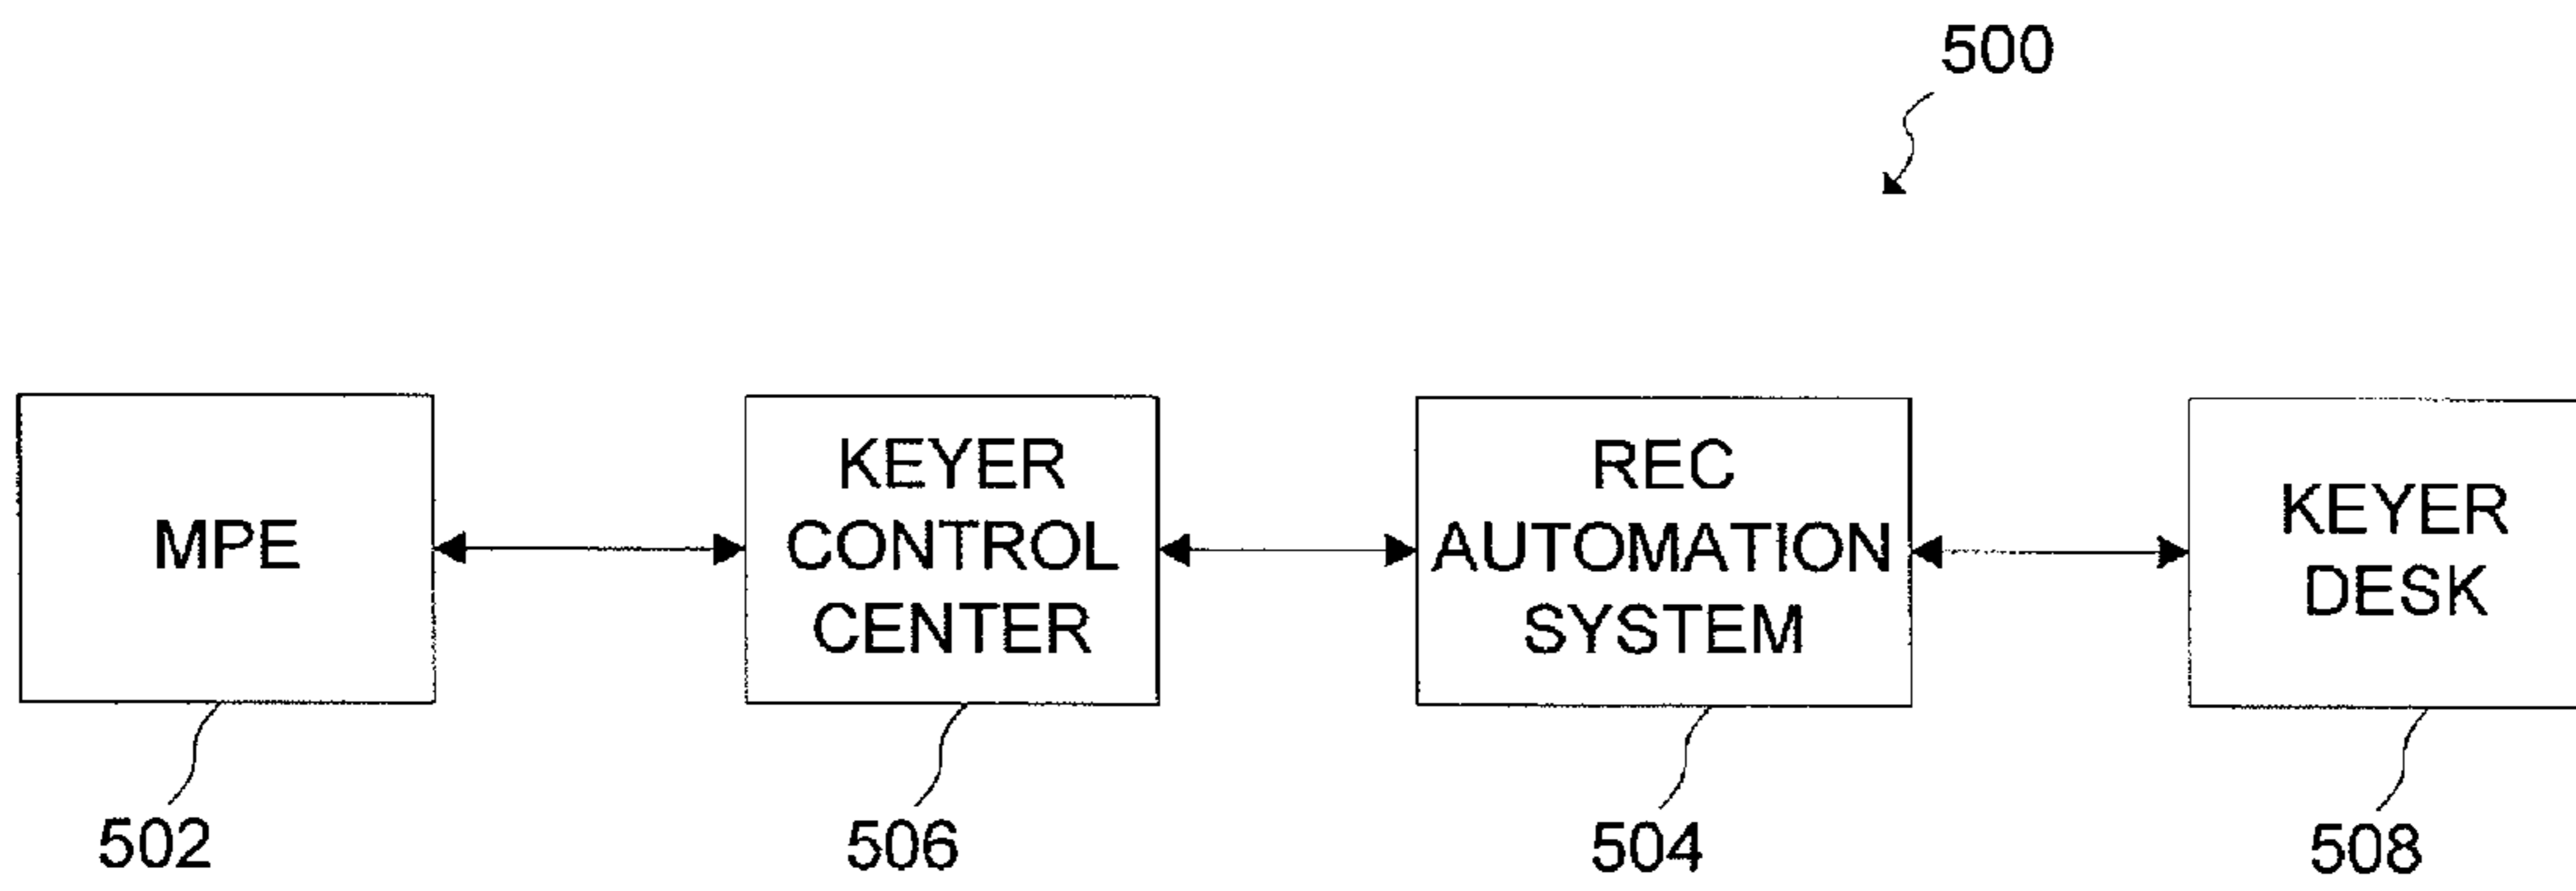 500
MPE
KEYER
CONTROL
CENTER
REC
AUTOMATION
SYSTEM
KEYER
DESK
502
506
504
508